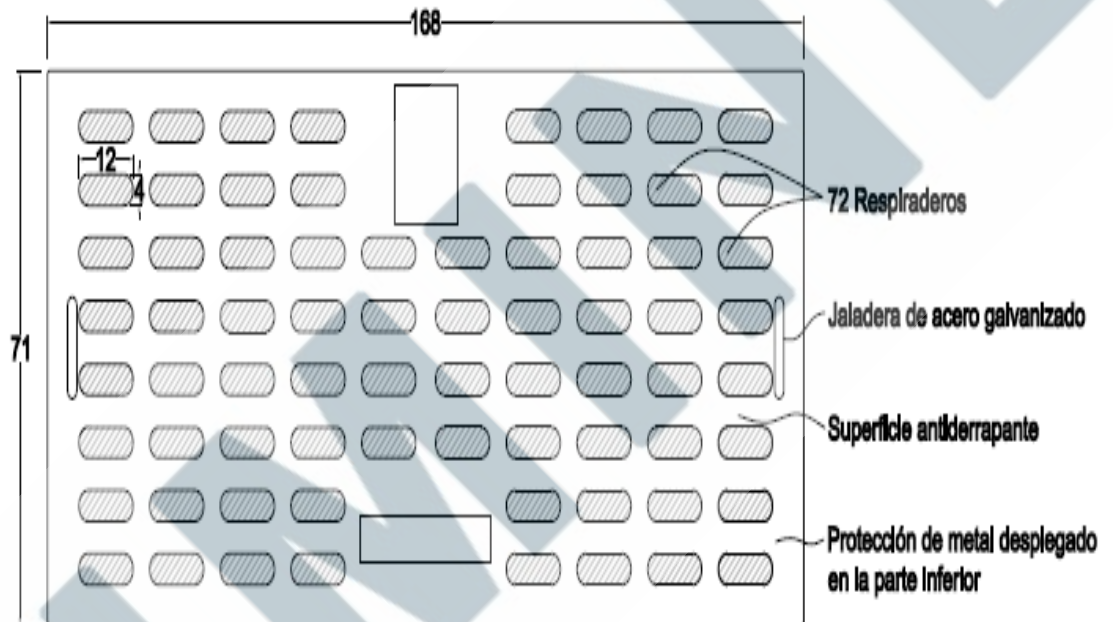 168
12
4
72 Respiraderos
71
Jaladera de acero galvanizado
Superficie antiderrapante
Protección de metal desplegado
en la parte inferior